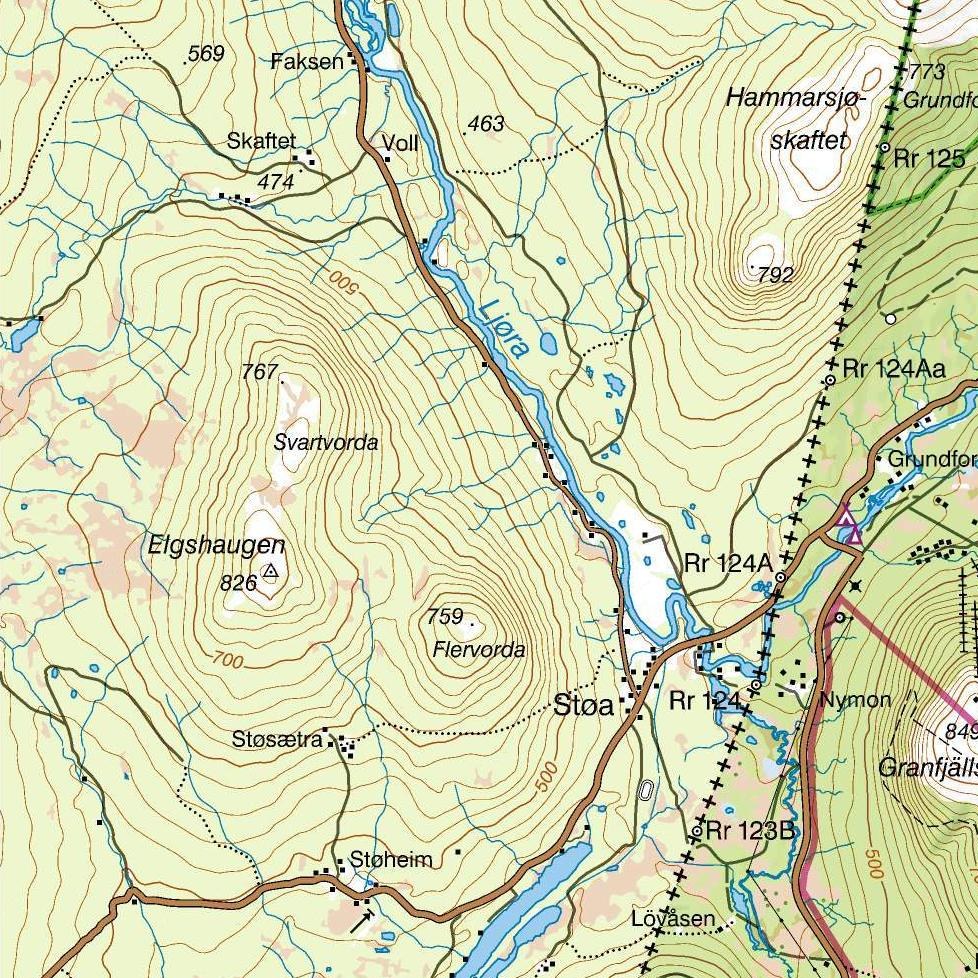 569
Faksen
773
Grundfo
Hammarsjø-
skaftet
463
Skaftet
Voll
Rr 125
474
792
500
Ljøra
Rr 124Aa
767
Svartvorda
Grundfor
Elgshaugen
826
Rr 124A
759
Flervorda
700
Støa
Rr 124
Nymon
849
Granfjälls
Støsætra
500
0
Rr 123B
Støheim
500
Lövåsen